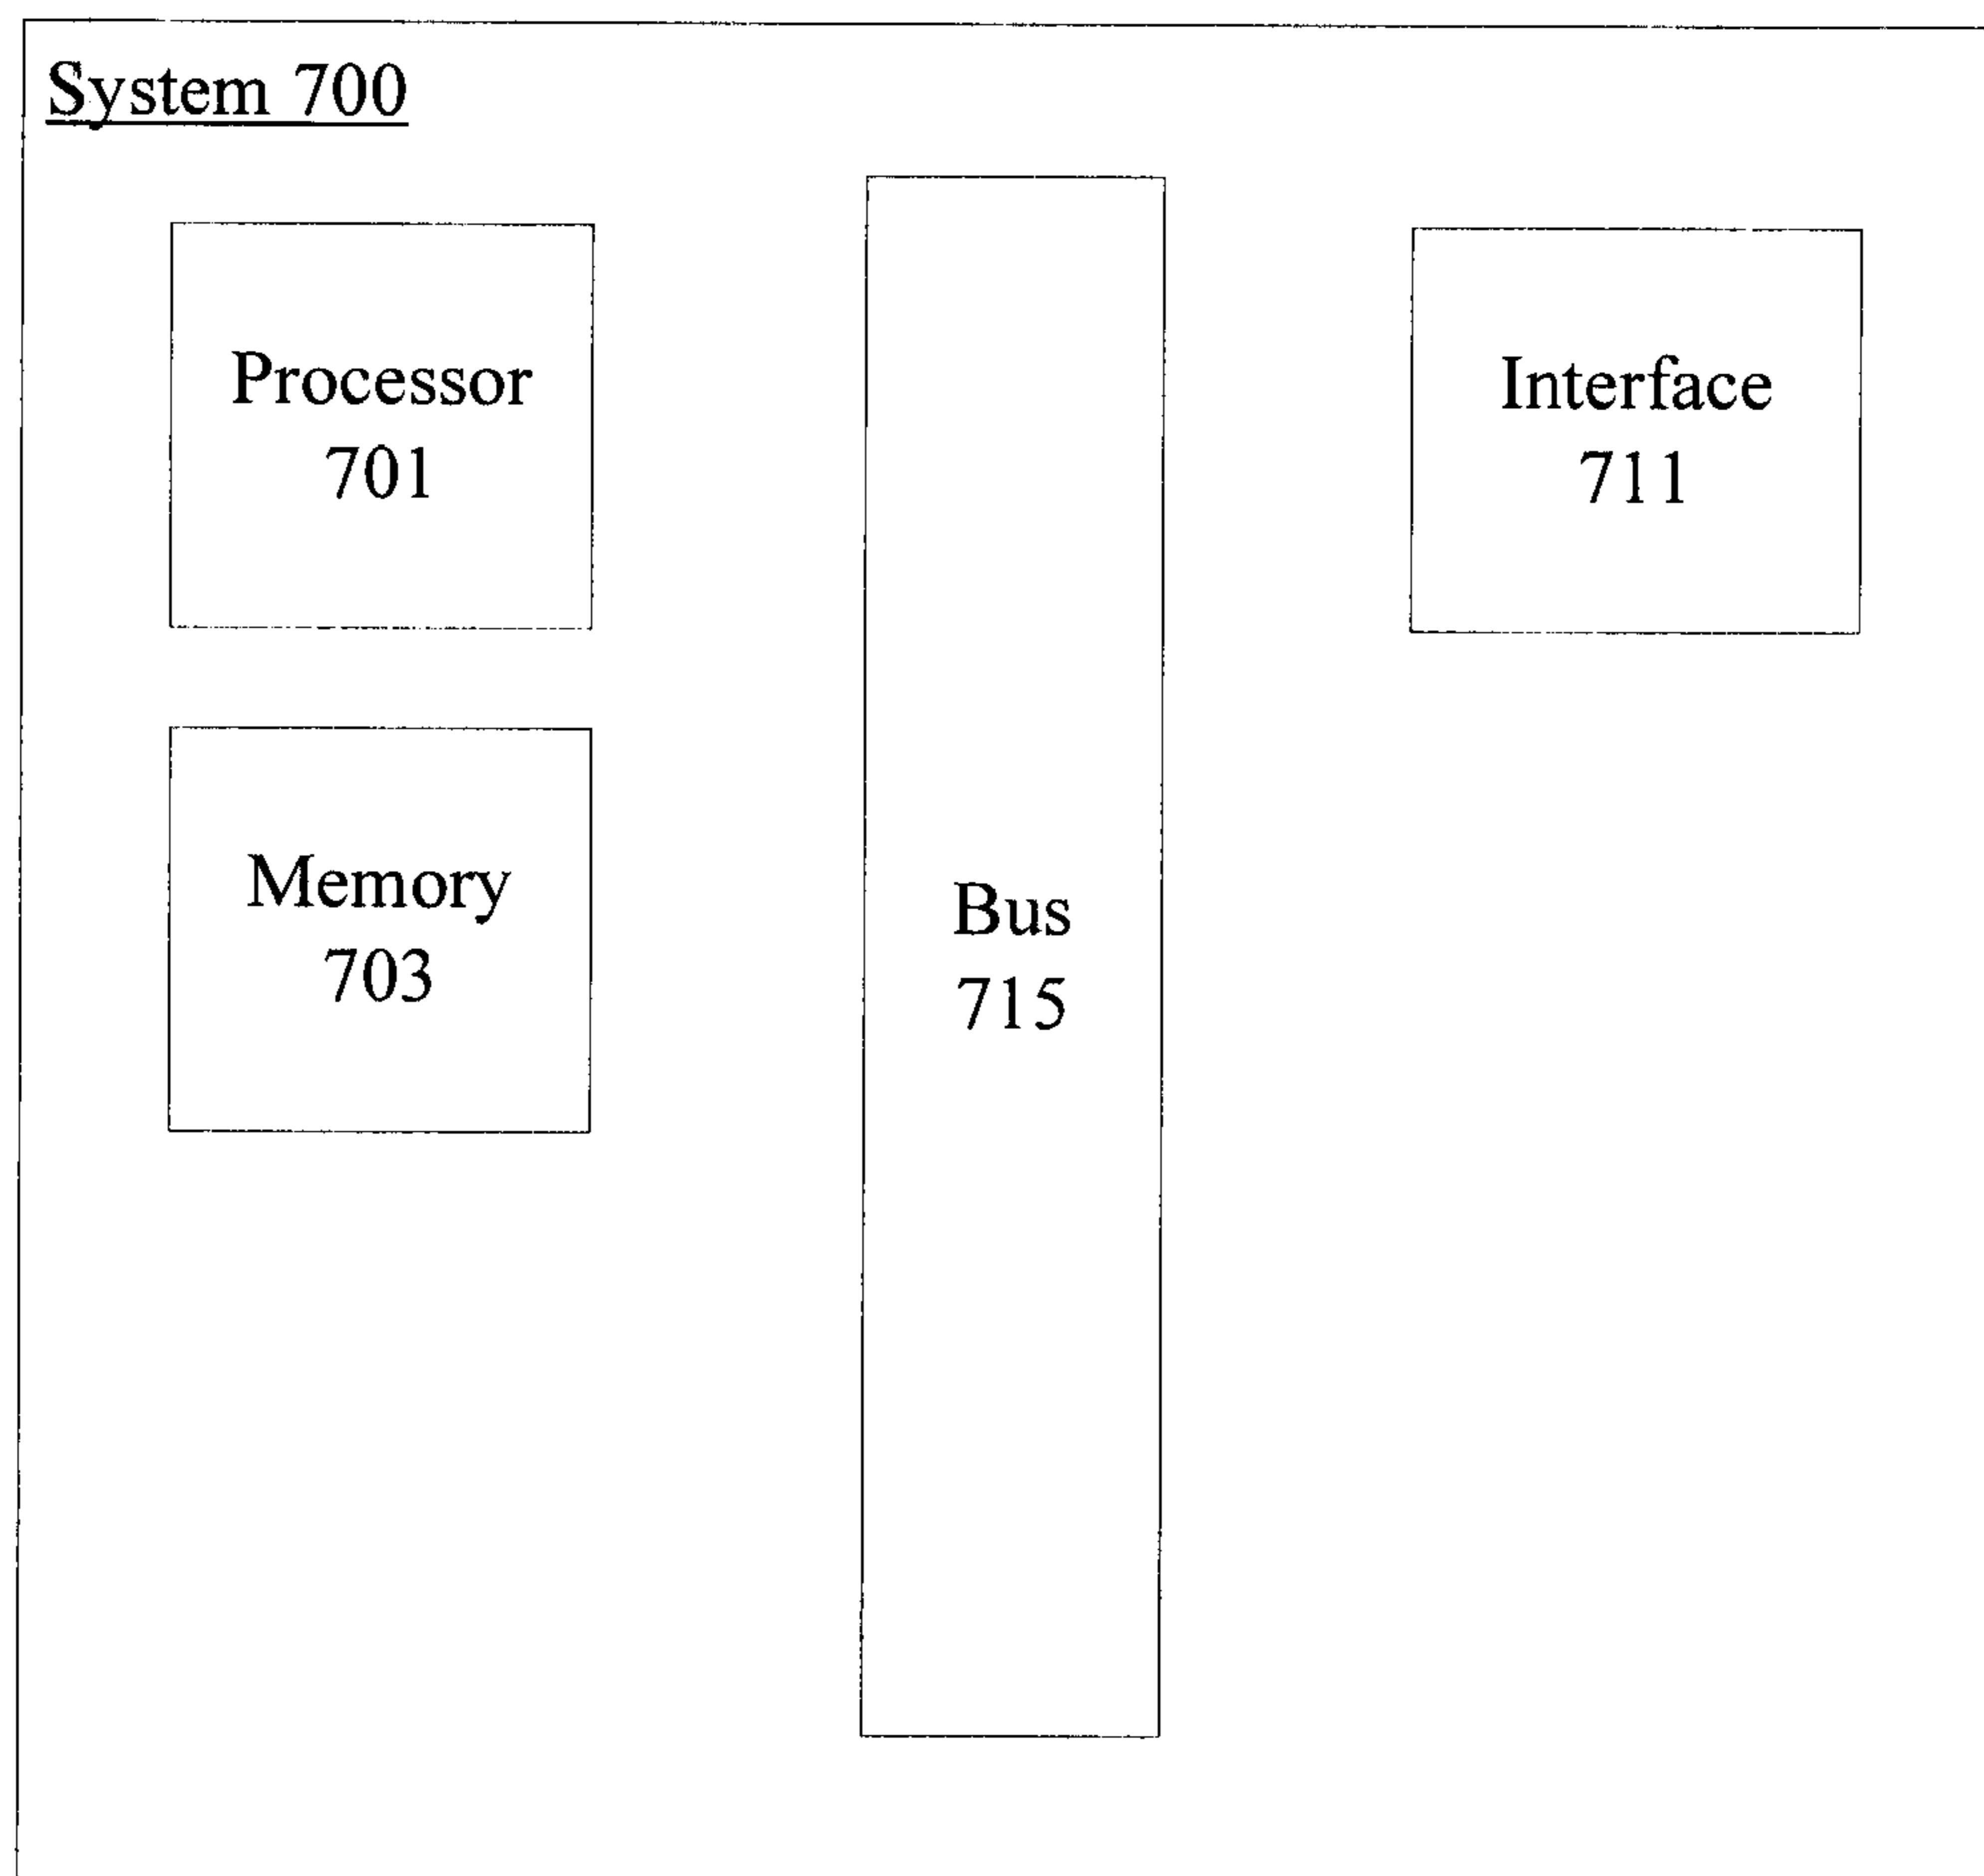 System 700
Processor
701
Interface
711
Memory
703
Bus
715